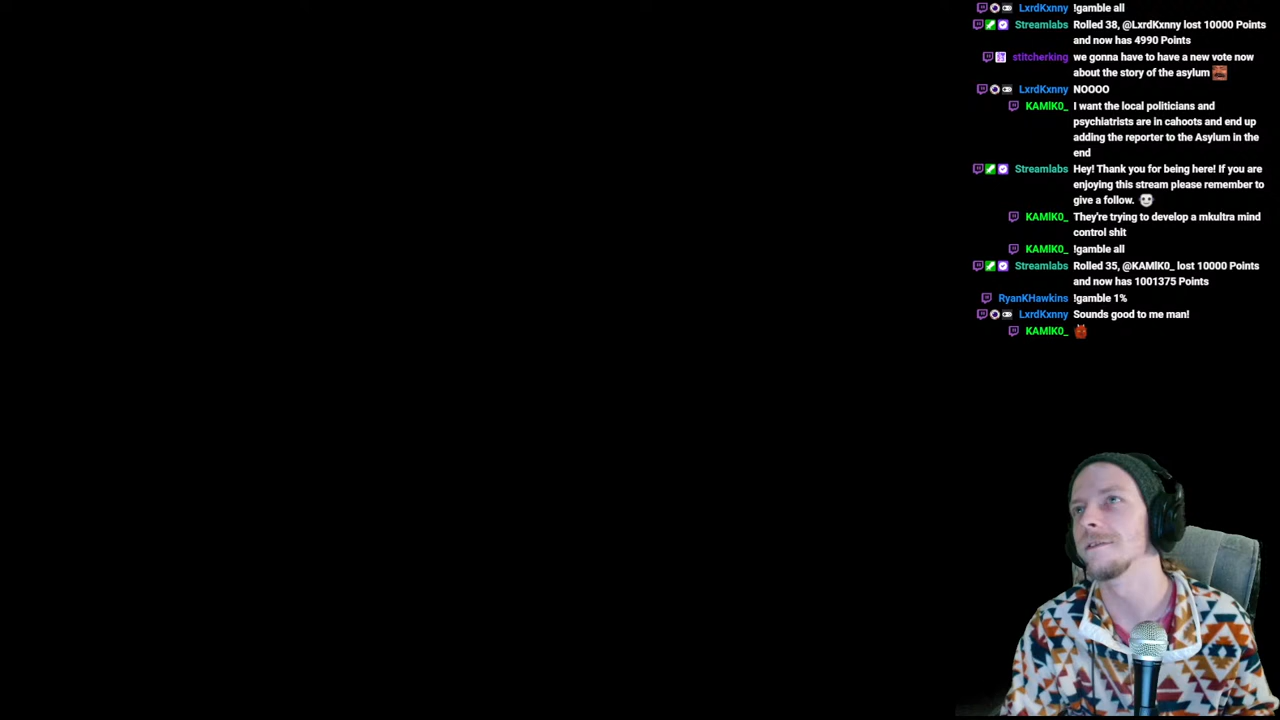 LxrdKxnny !gamble all
Streamlabs Rolled 38, @LxrdKxnny lost 10000 Points
and now has 4990 Points
stitcherking we gonna have to have a new vote now
about the story of the asylum
LxrdKxnny NOOOO
KAMlK0_ I want the local politicians and
psychiatrists are in cahoots and end up
adding the reporter to the Asylum in the
end
Streamlabs Hey! Thank you for being here! If you are
enjoying this stream please remember to
give a follow.
KAMlK0_ They're trying to develop a mkultra mind
control shit
KAMlK0_ !gamble all
Streamlabs Rolled 35, @KAMlK0_ lost 10000 Points
and now has 1001375 Points
RyanKHawkins !gamble 1%
LxrdKxnny Sounds good to me man!
KAMlK0_